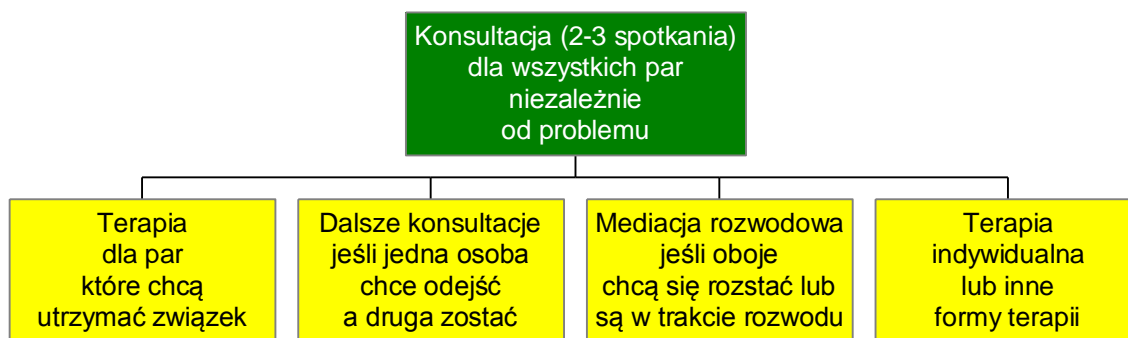 Konsultacja (2-3 spotkania)
dla wszystkich par
niezależnie
od problemu
Terapia
dla par
które chcą
utrzymać związek
Dalsze konsultacje
jeśli jedna osoba
chce odejść
a druga zostać
Mediacja rozwodowa
jeśli oboje
chcą się rozstać lub
są w trakcie rozwodu
Terapia
indywidualna
lub inne
formy terapii